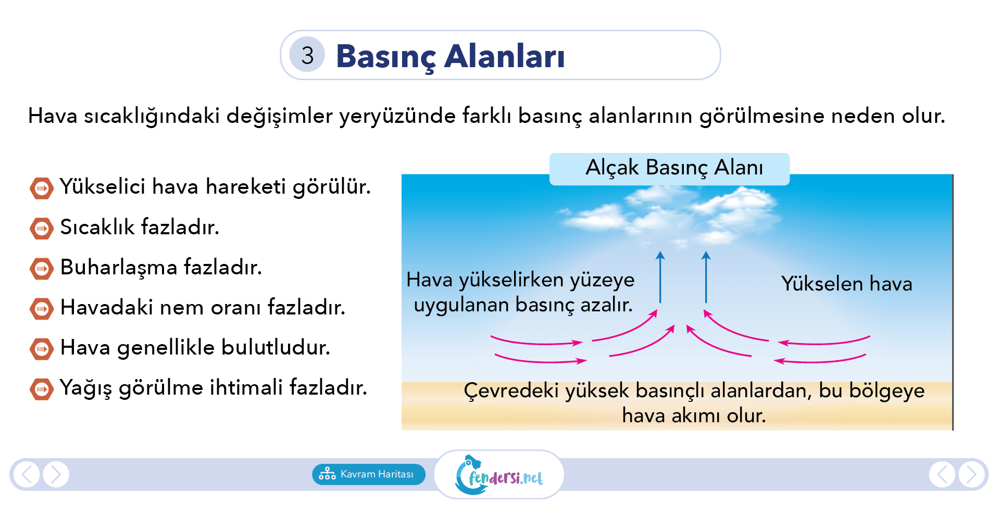 3 Basınç Alanları
Hava sıcaklığındaki değişimler yeryüzünde farklı basınç alanlarının görülmesine neden olur.
Yükselici hava hareketi görülür.
Sıcaklık fazladır.
Buharlaşma fazladır.
Havadaki nem oranı fazladır.
Hava genellikle bulutludur.
Yağış görülme ihtimali fazladır.
Alçak Basınç Alanı
Hava yükselirken yüzeye
uygulanan basınç azalır.
Yükselen hava
Çevredeki yüksek basınçlı alanlardan, bu bölgeye
hava akımı olur.
Kavram Haritası
fendersi.net